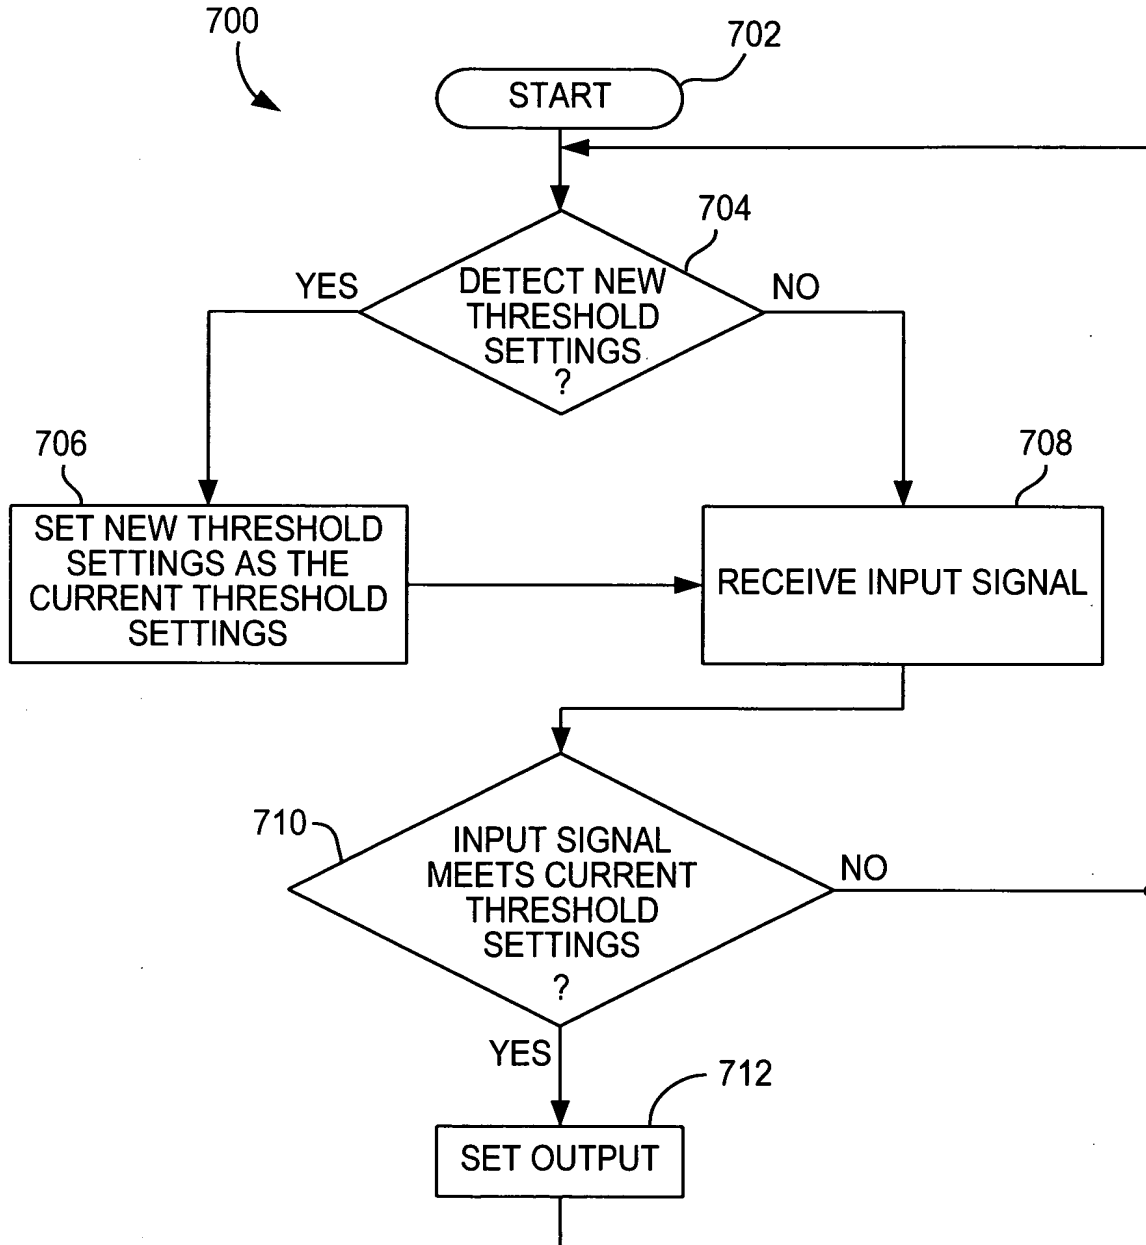 700
702
START
704
YES
DETECT NEW
THRESHOLD
SETTINGS
?
NO
706
708
SET NEW THRESHOLD
SETTINGS AS THE
CURRENT THRESHOLD
SETTINGS
RECEIVE INPUT SIGNAL
710
INPUT SIGNAL
MEETS CURRENT
THRESHOLD
SETTINGS
?
NO
YES
712
SET OUTPUT